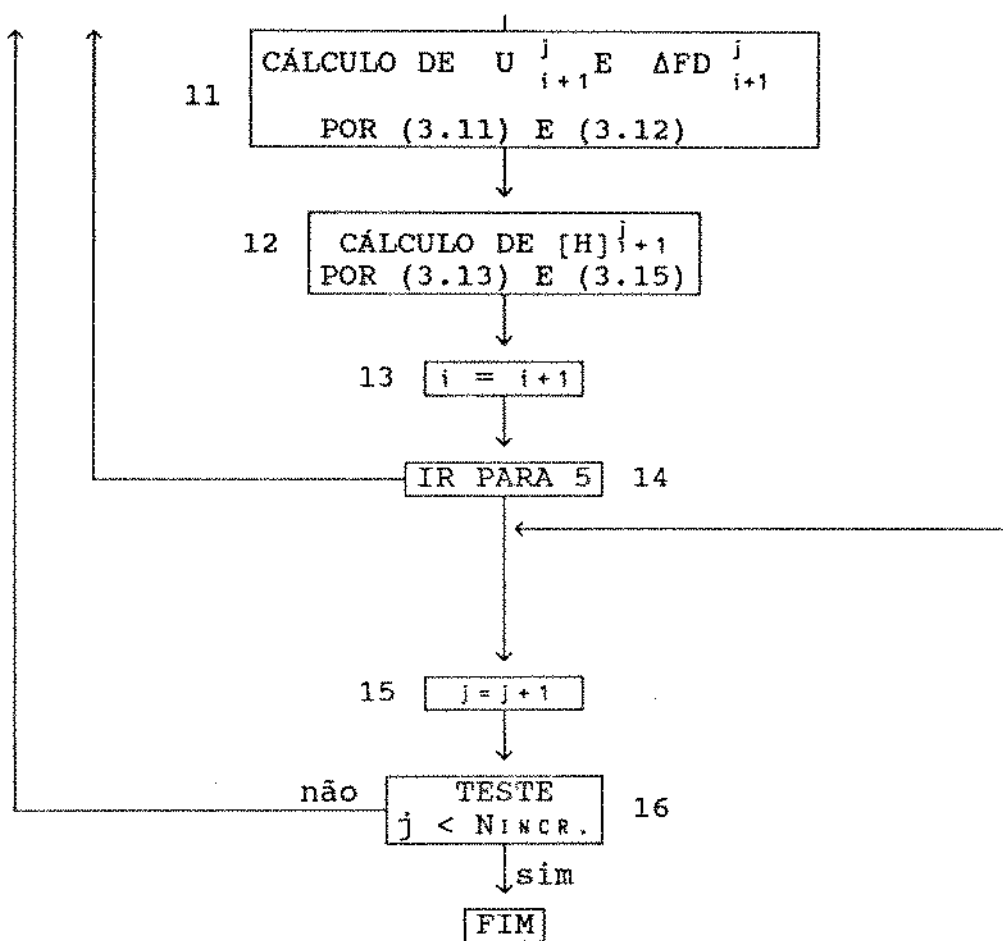 11
CÁLCULO DE U j i+1 E ΔFD j i+1
POR (3.11) E (3.12)
12
CÁLCULO DE [H] j i+1
POR (3.13) E (3.15)
13
i = i+1
IR PARA 5
14
15
j = j + 1
não
TESTE
j < NINCR.
16
sim
FIM